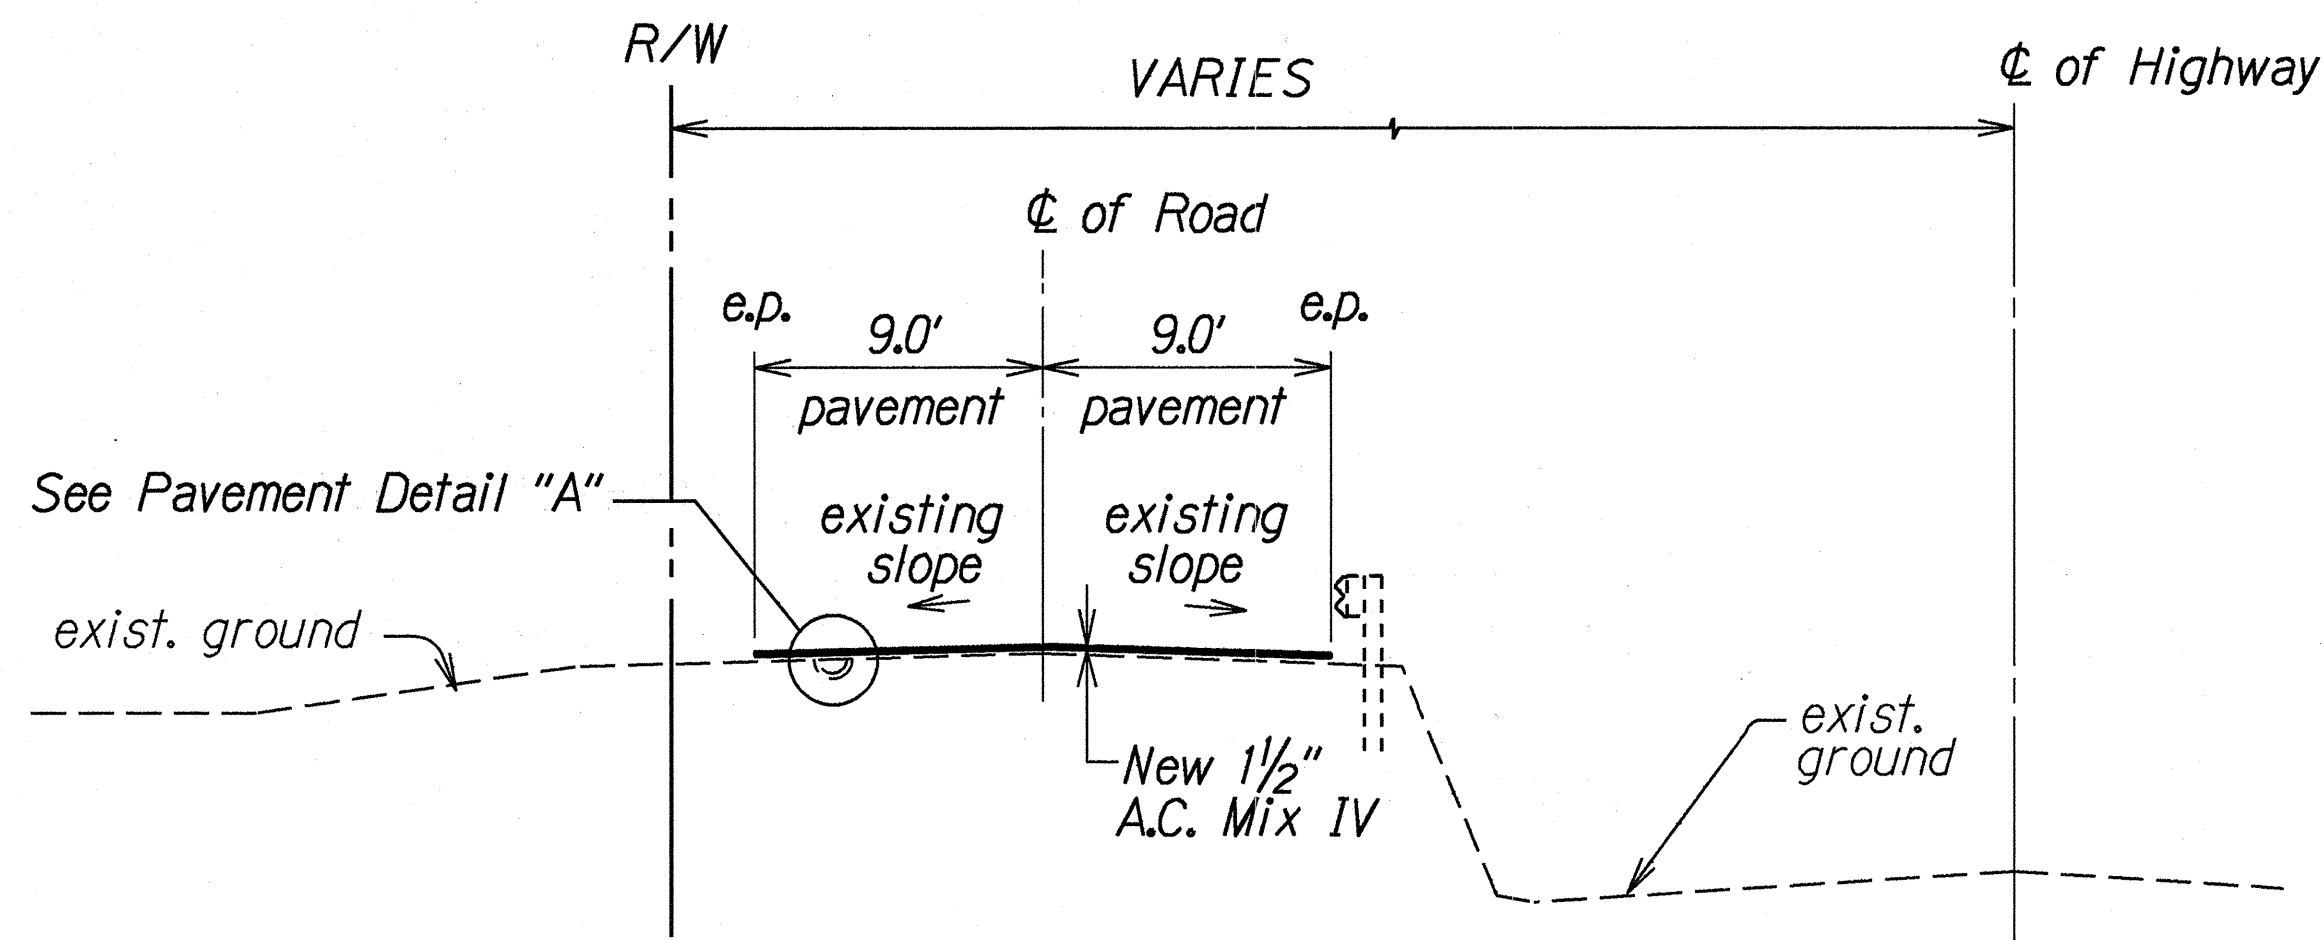 R/W
VARIES
℄ of Highway
℄ of Road
e.p.
9.0'
9.0'
e.p.
pavement
pavement
See Pavement Detail "A"
existing
slope
existing
slope
exist. ground
New 1½"
A.C. Mix IV
exist.
ground